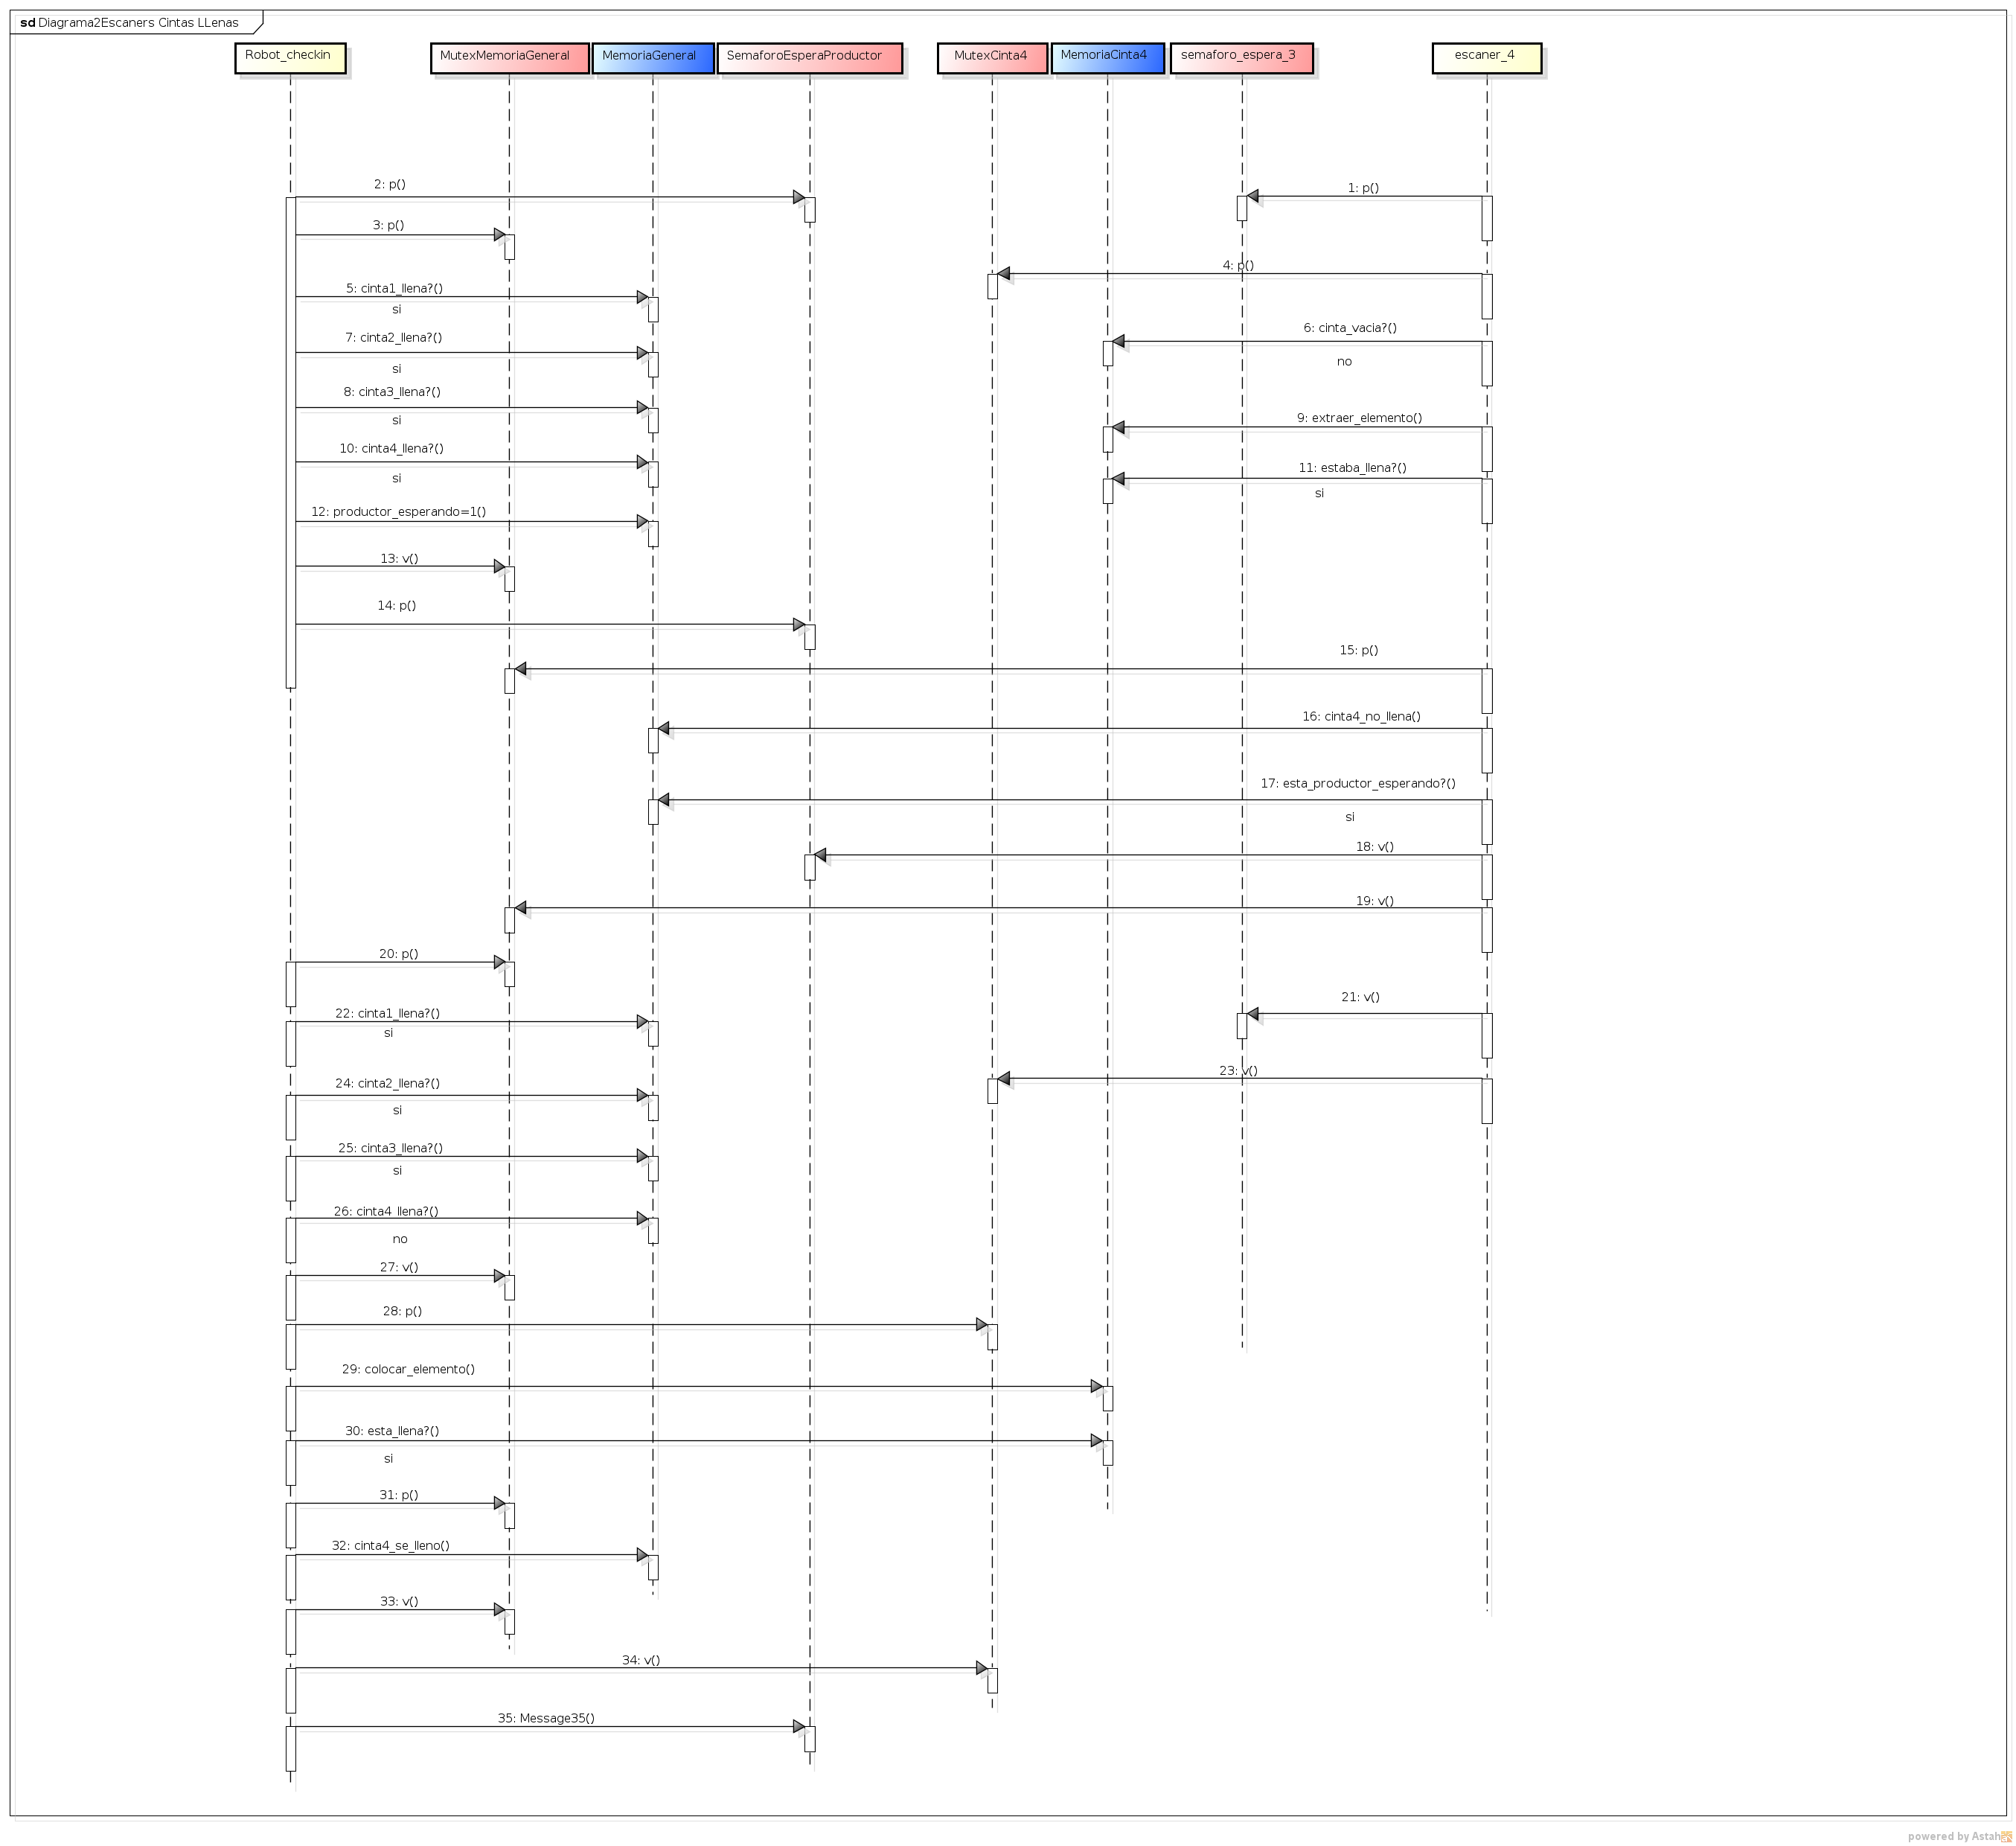 sd Diagrama2Escaners Cintas LLenas
Robot_checkin
MutexMemoriaGeneral
MemoriaGeneral
SemaforoEsperaProductor
MutexCinta4
MemoriaCinta4
semaforo_espera_3
escaner_4
1: p()
2: p()
3: p()
4: p()
5: cinta1_llena?()
si
6: cinta_vacia?()
no
7: cinta2_llena?()
si
8: cinta3_llena?()
si
9: extraer_elemento()
10: cinta4_llena?()
si
11: estaba_llena?()
si
12: productor_esperando=1()
13: v()
14: p()
15: p()
16: cinta4_no_llena()
17: esta_productor_esperando?()
si
18: v()
19: v()
20: p()
21: v()
22: cinta1_llena?()
si
23: v()
24: cinta2_llena?()
si
25: cinta3_llena?()
si
26: cinta4_llena?()
no
27: v()
28: p()
29: colocar_elemento()
30: esta_llena?()
si
31: p()
32: cinta4_se_lleno()
33: v()
34: v()
35: Message35()
powered by Astah